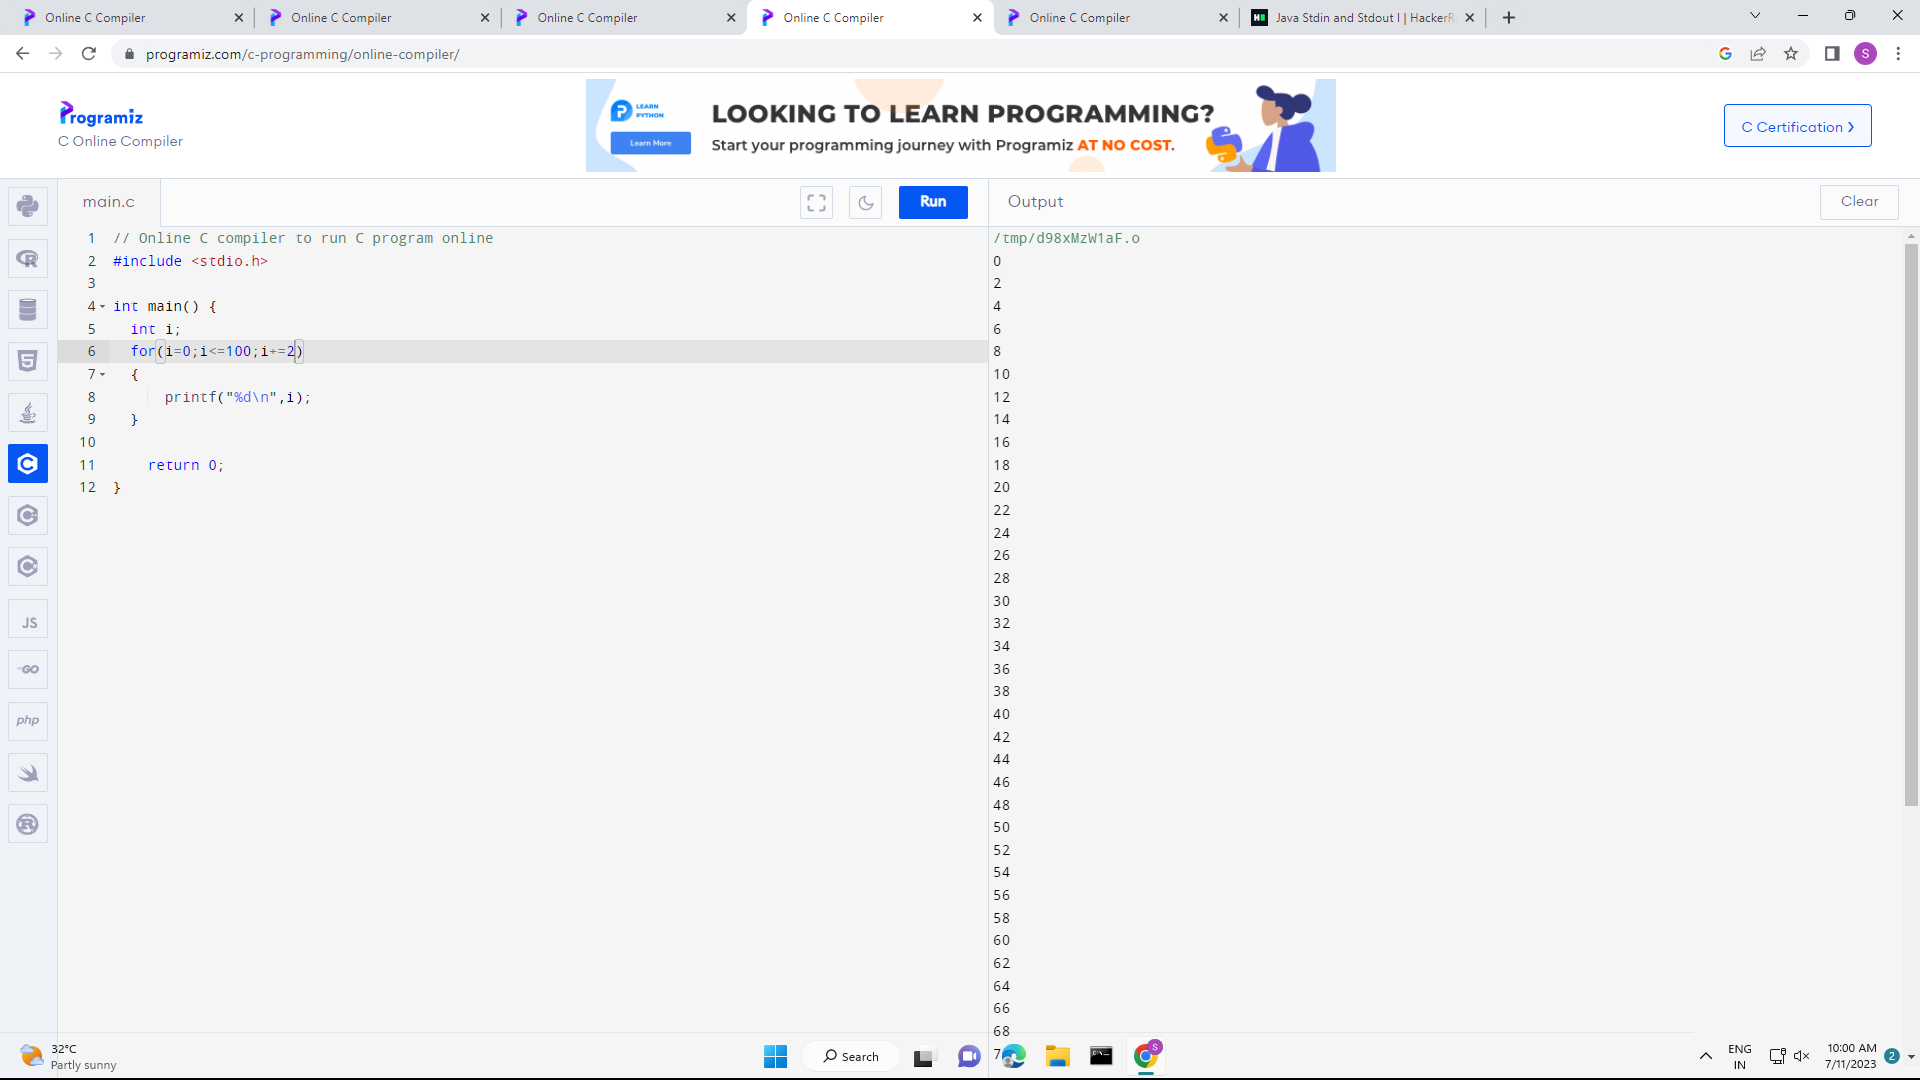 Online C Compiler
Online C Compiler
Online C Compiler
Online C Compiler
Online C Compiler
Java Stdin and Stdout I | HackerR
programiz.com/c-programming/online-compiler/
S
Programiz
C Online Compiler
LEARN
PYTHON
Learn More
LOOKING TO LEARN PROGRAMMING?
Start your programming journey with Programiz AT NO COST.
C Certification
main.c
Run
Output
Clear
1 // Online C compiler to run C program online
2 #include <stdio.h>
3
4 int main() {
5 int i;
6 for(i=0;i<=100;i+=2)
7 {
8 printf("%d\n",i);
9 }
10
11 return 0;
12 }
JS
GO
php
/tmp/d98xMzW1aF.o
0
2
4
6
8
10
12
14
16
18
20
22
24
26
28
30
32
34
36
38
40
42
44
46
48
50
52
54
56
58
60
62
64
66
68
7
32°C
Partly sunny
Search
S
ENG
IN
10:00 AM
7/11/2023
2